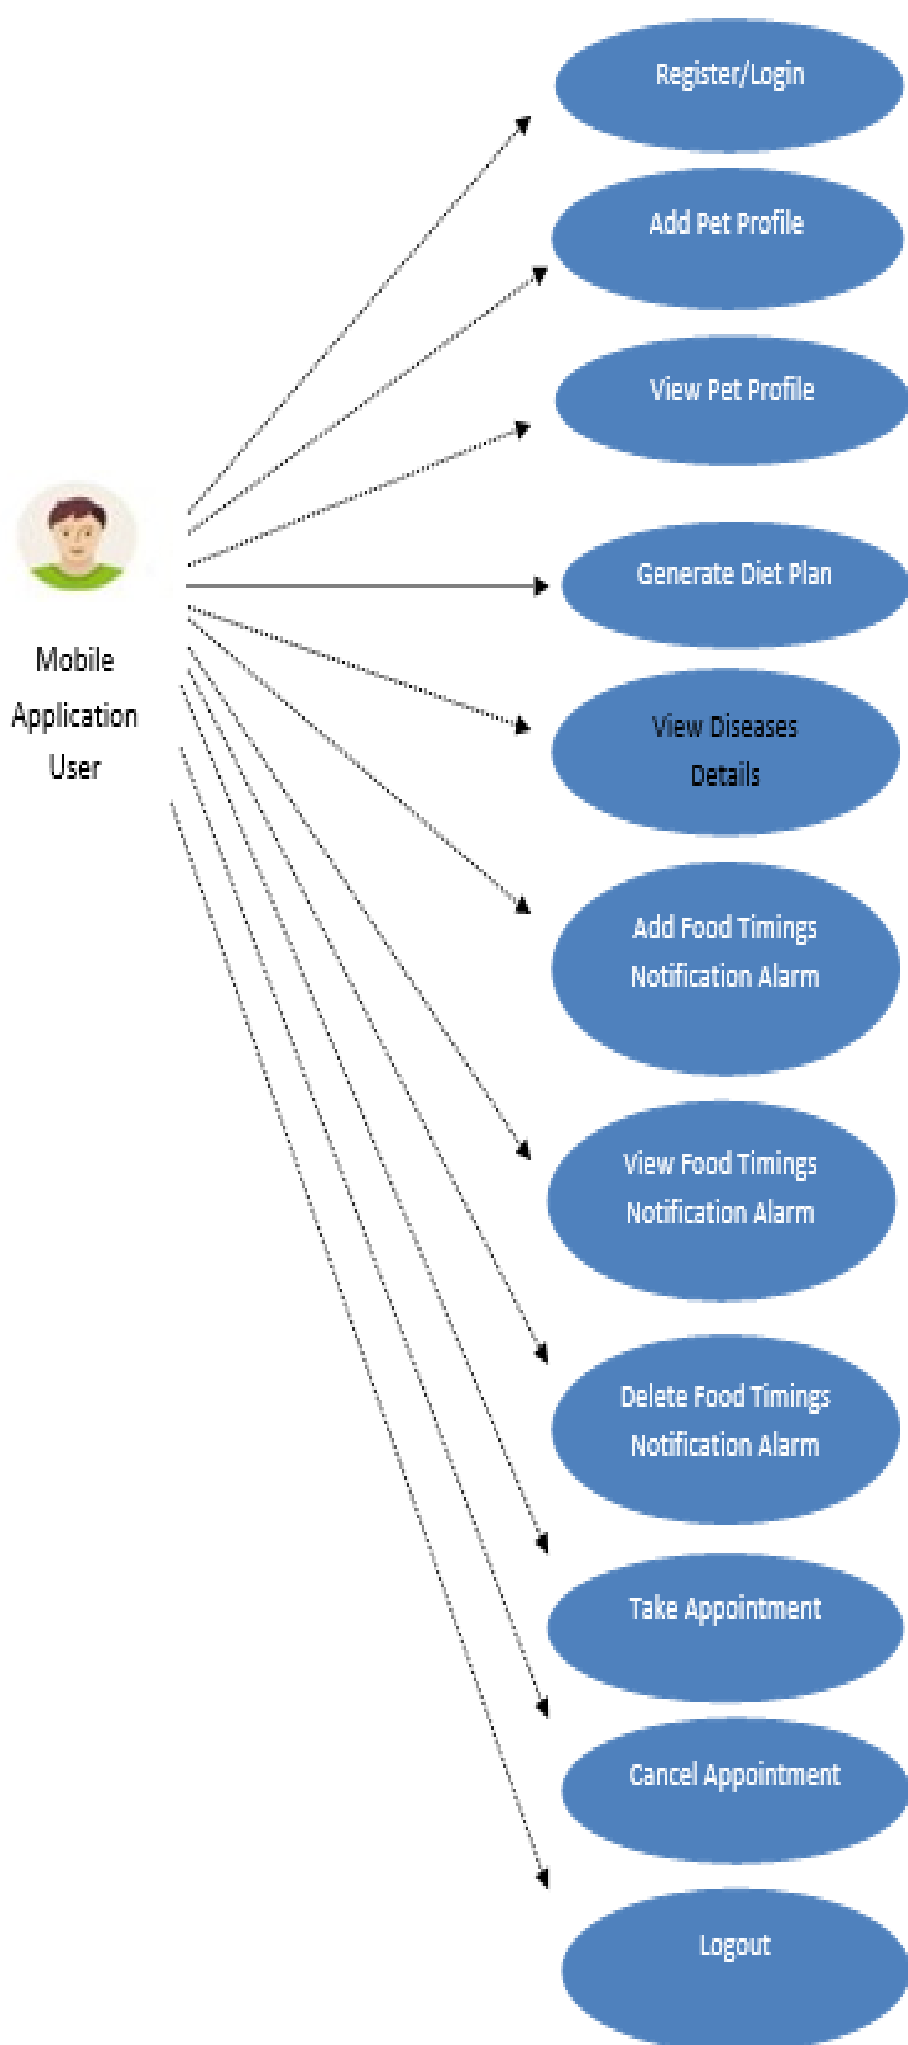 Register/Login
Add Pet Profile
View Pet Profile
Generate Diet Plan
Mobile
Application
User
View Diseases
Details
Add Food Timings
Notification Alarm
View Food Timings
Notification Alarm
Delete Food Timings
Notification Alarm
Take Appointment
Cancel Appointment
Logout